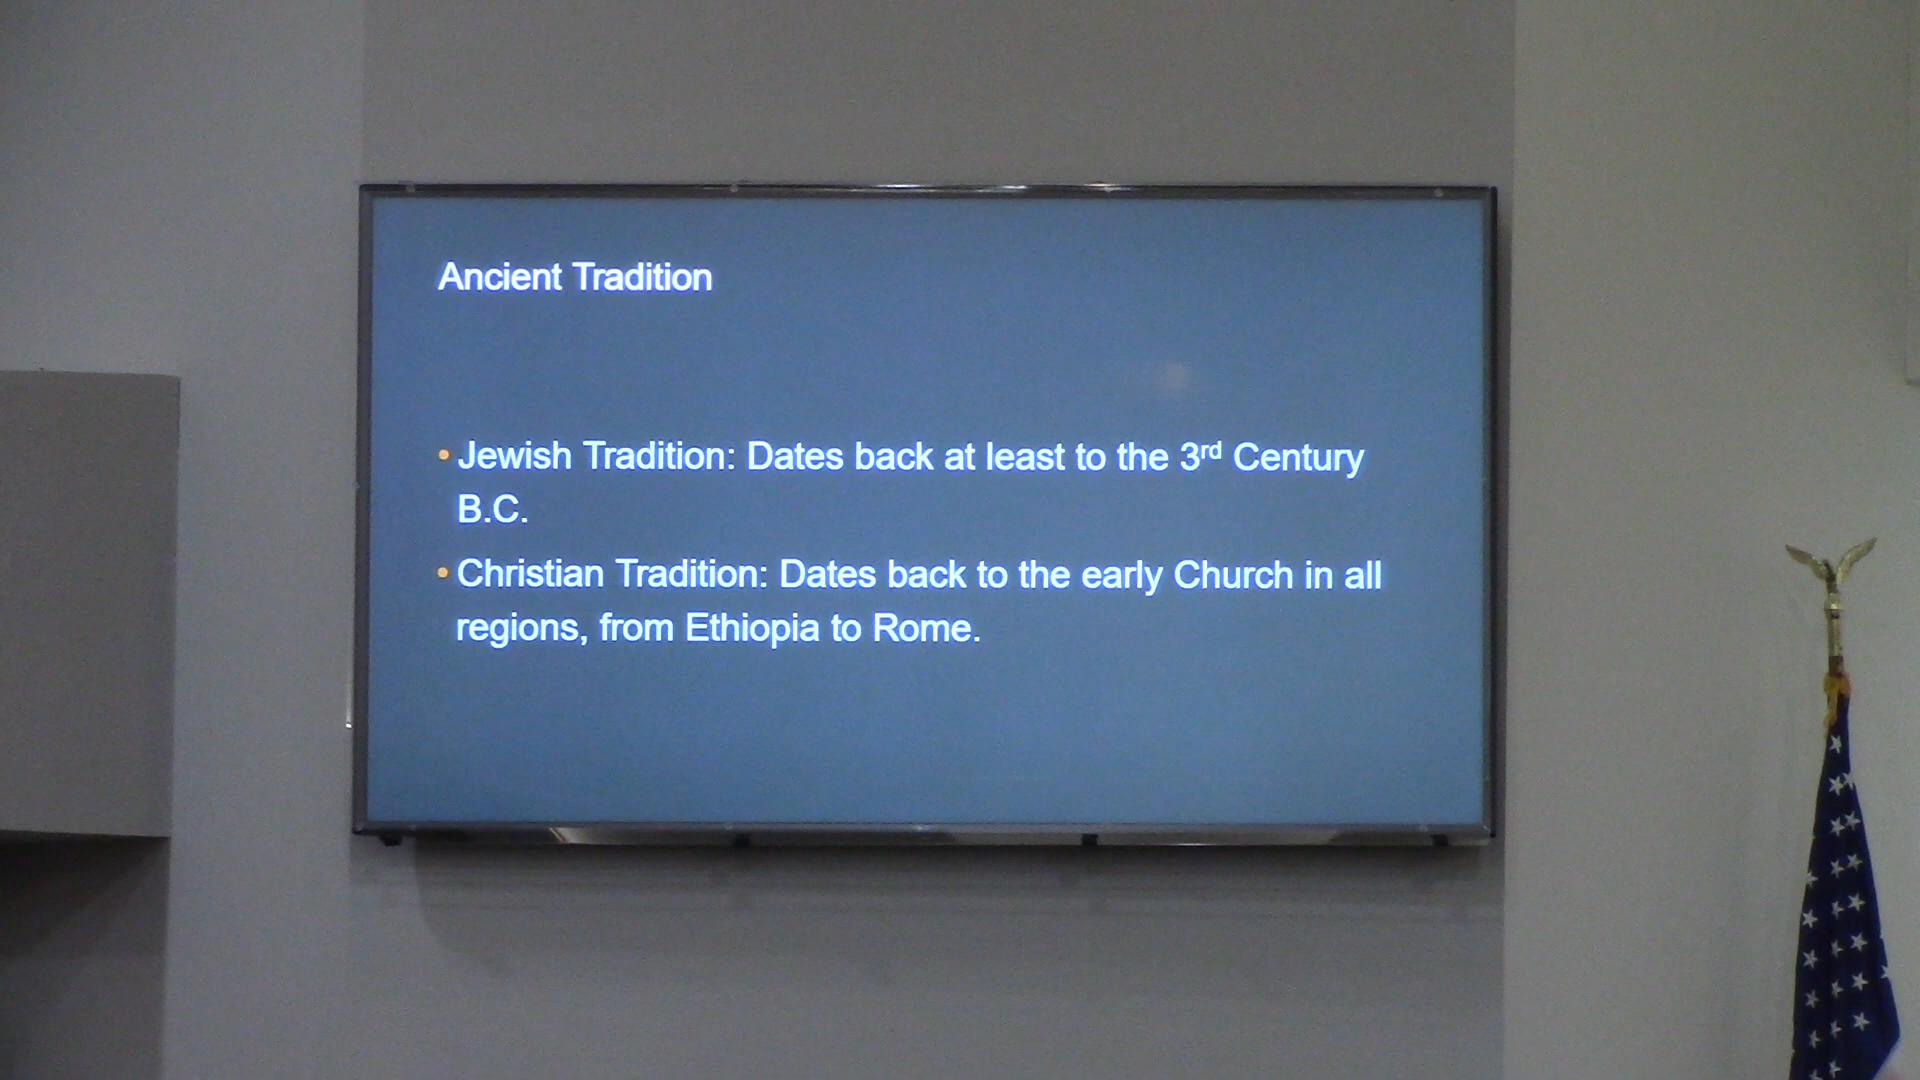 Ancient Tradition
• Jewish Tradition: Dates back at least to the 3rd Century
B.C.
• Christian Tradition: Dates back to the early Church in all
regions, from Ethiopia to Rome.